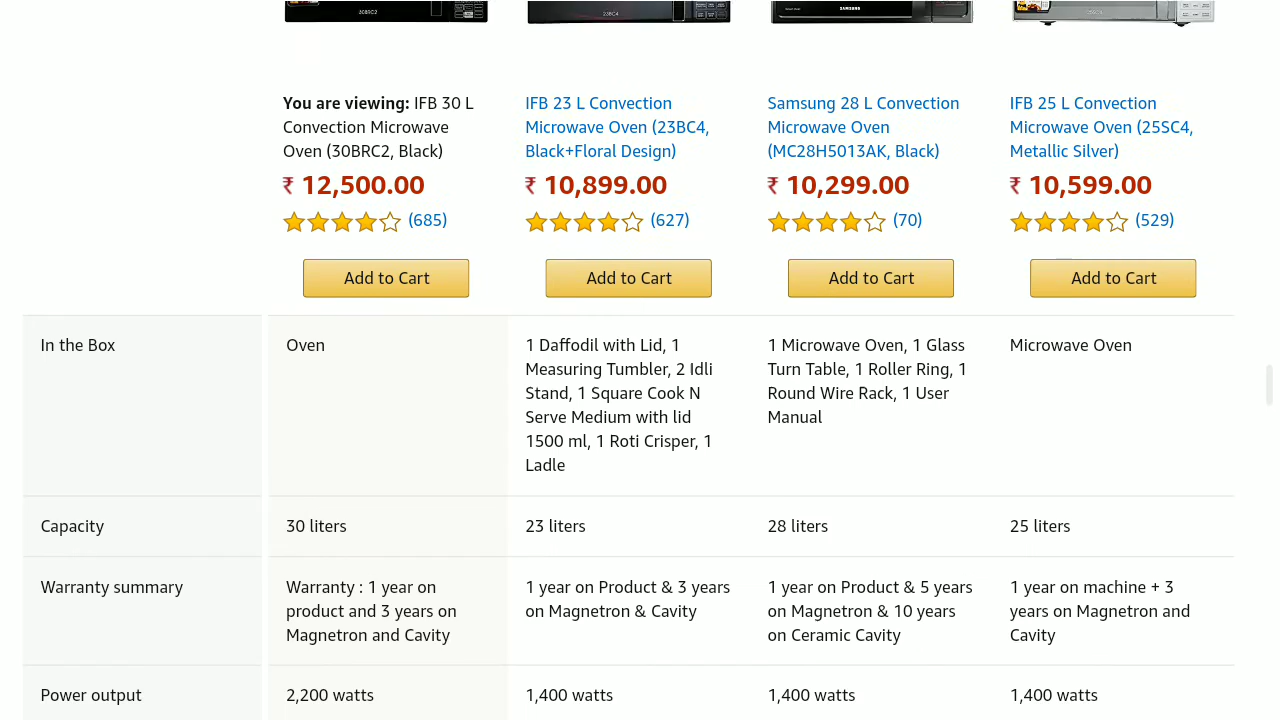 30BRC2
23BC4
SAMSUNG
You are viewing: IFB 30 L
Convection Microwave
Oven (30BRC2, Black)
₹ 12,500.00
(685)
Add to Cart
IFB 23 L Convection
Microwave Oven (23BC4,
Black+Floral Design)
₹ 10,899.00
(627)
Add to Cart
Samsung 28 L Convection
Microwave Oven
(MC28H5013AK, Black)
₹ 10,299.00
(70)
Add to Cart
IFB 25 L Convection
Microwave Oven (25SC4,
Metallic Silver)
₹ 10,599.00
(529)
Add to Cart
In the Box
Oven
1 Daffodil with Lid, 1
Measuring Tumbler, 2 Idli
Stand, 1 Square Cook N
Serve Medium with lid
1500 ml, 1 Roti Crisper, 1
Ladle
1 Microwave Oven, 1 Glass
Turn Table, 1 Roller Ring, 1
Round Wire Rack, 1 User
Manual
Microwave Oven
Capacity
30 liters
23 liters
28 liters
25 liters
Warranty summary
Warranty : 1 year on
product and 3 years on
Magnetron and Cavity
1 year on Product & 3 years
on Magnetron & Cavity
1 year on Product & 5 years
on Magnetron & 10 years
on Ceramic Cavity
1 year on machine + 3
years on Magnetron and
Cavity
Power output
2,200 watts
1,400 watts
1,400 watts
1,400 watts